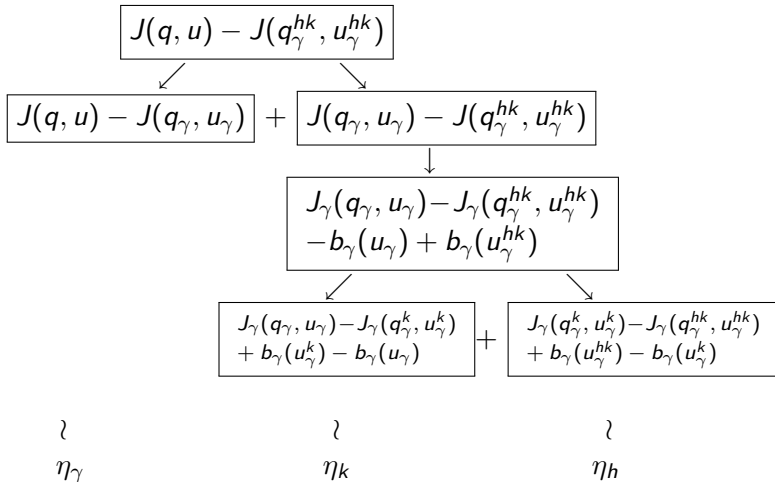 J(q, u) − J(q_γ^{hk}, u_γ^{hk})
J(q, u) − J(q_γ, u_γ) + J(q_γ, u_γ) − J(q_γ^{hk}, u_γ^{hk})
J_γ(q_γ, u_γ)−J_γ(q_γ^{hk}, u_γ^{hk})
−b_γ(u_γ) + b_γ(u_γ^{hk})
J_γ(q_γ, u_γ)−J_γ(q_γ^k, u_γ^k)
+ b_γ(u_γ^k) − b_γ(u_γ)
+
J_γ(q_γ^k, u_γ^k)−J_γ(q_γ^{hk}, u_γ^{hk})
+ b_γ(u_γ^{hk}) − b_γ(u_γ^k)
≀ ≀ ≀
η_γ η_k η_h